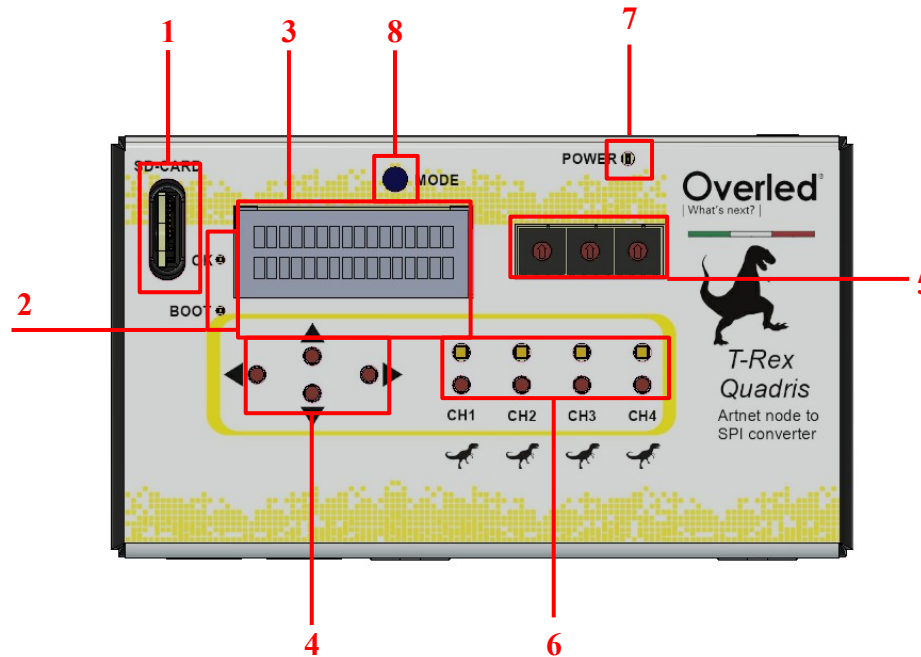 1
3
8
7
SD-CARD
POWER
MODE
Overled
| What's next? |
5
OK
2
BOOT
T-Rex
Quadris
Artnet node to
SPI converter
CH1 CH2 CH3 CH4
4
6